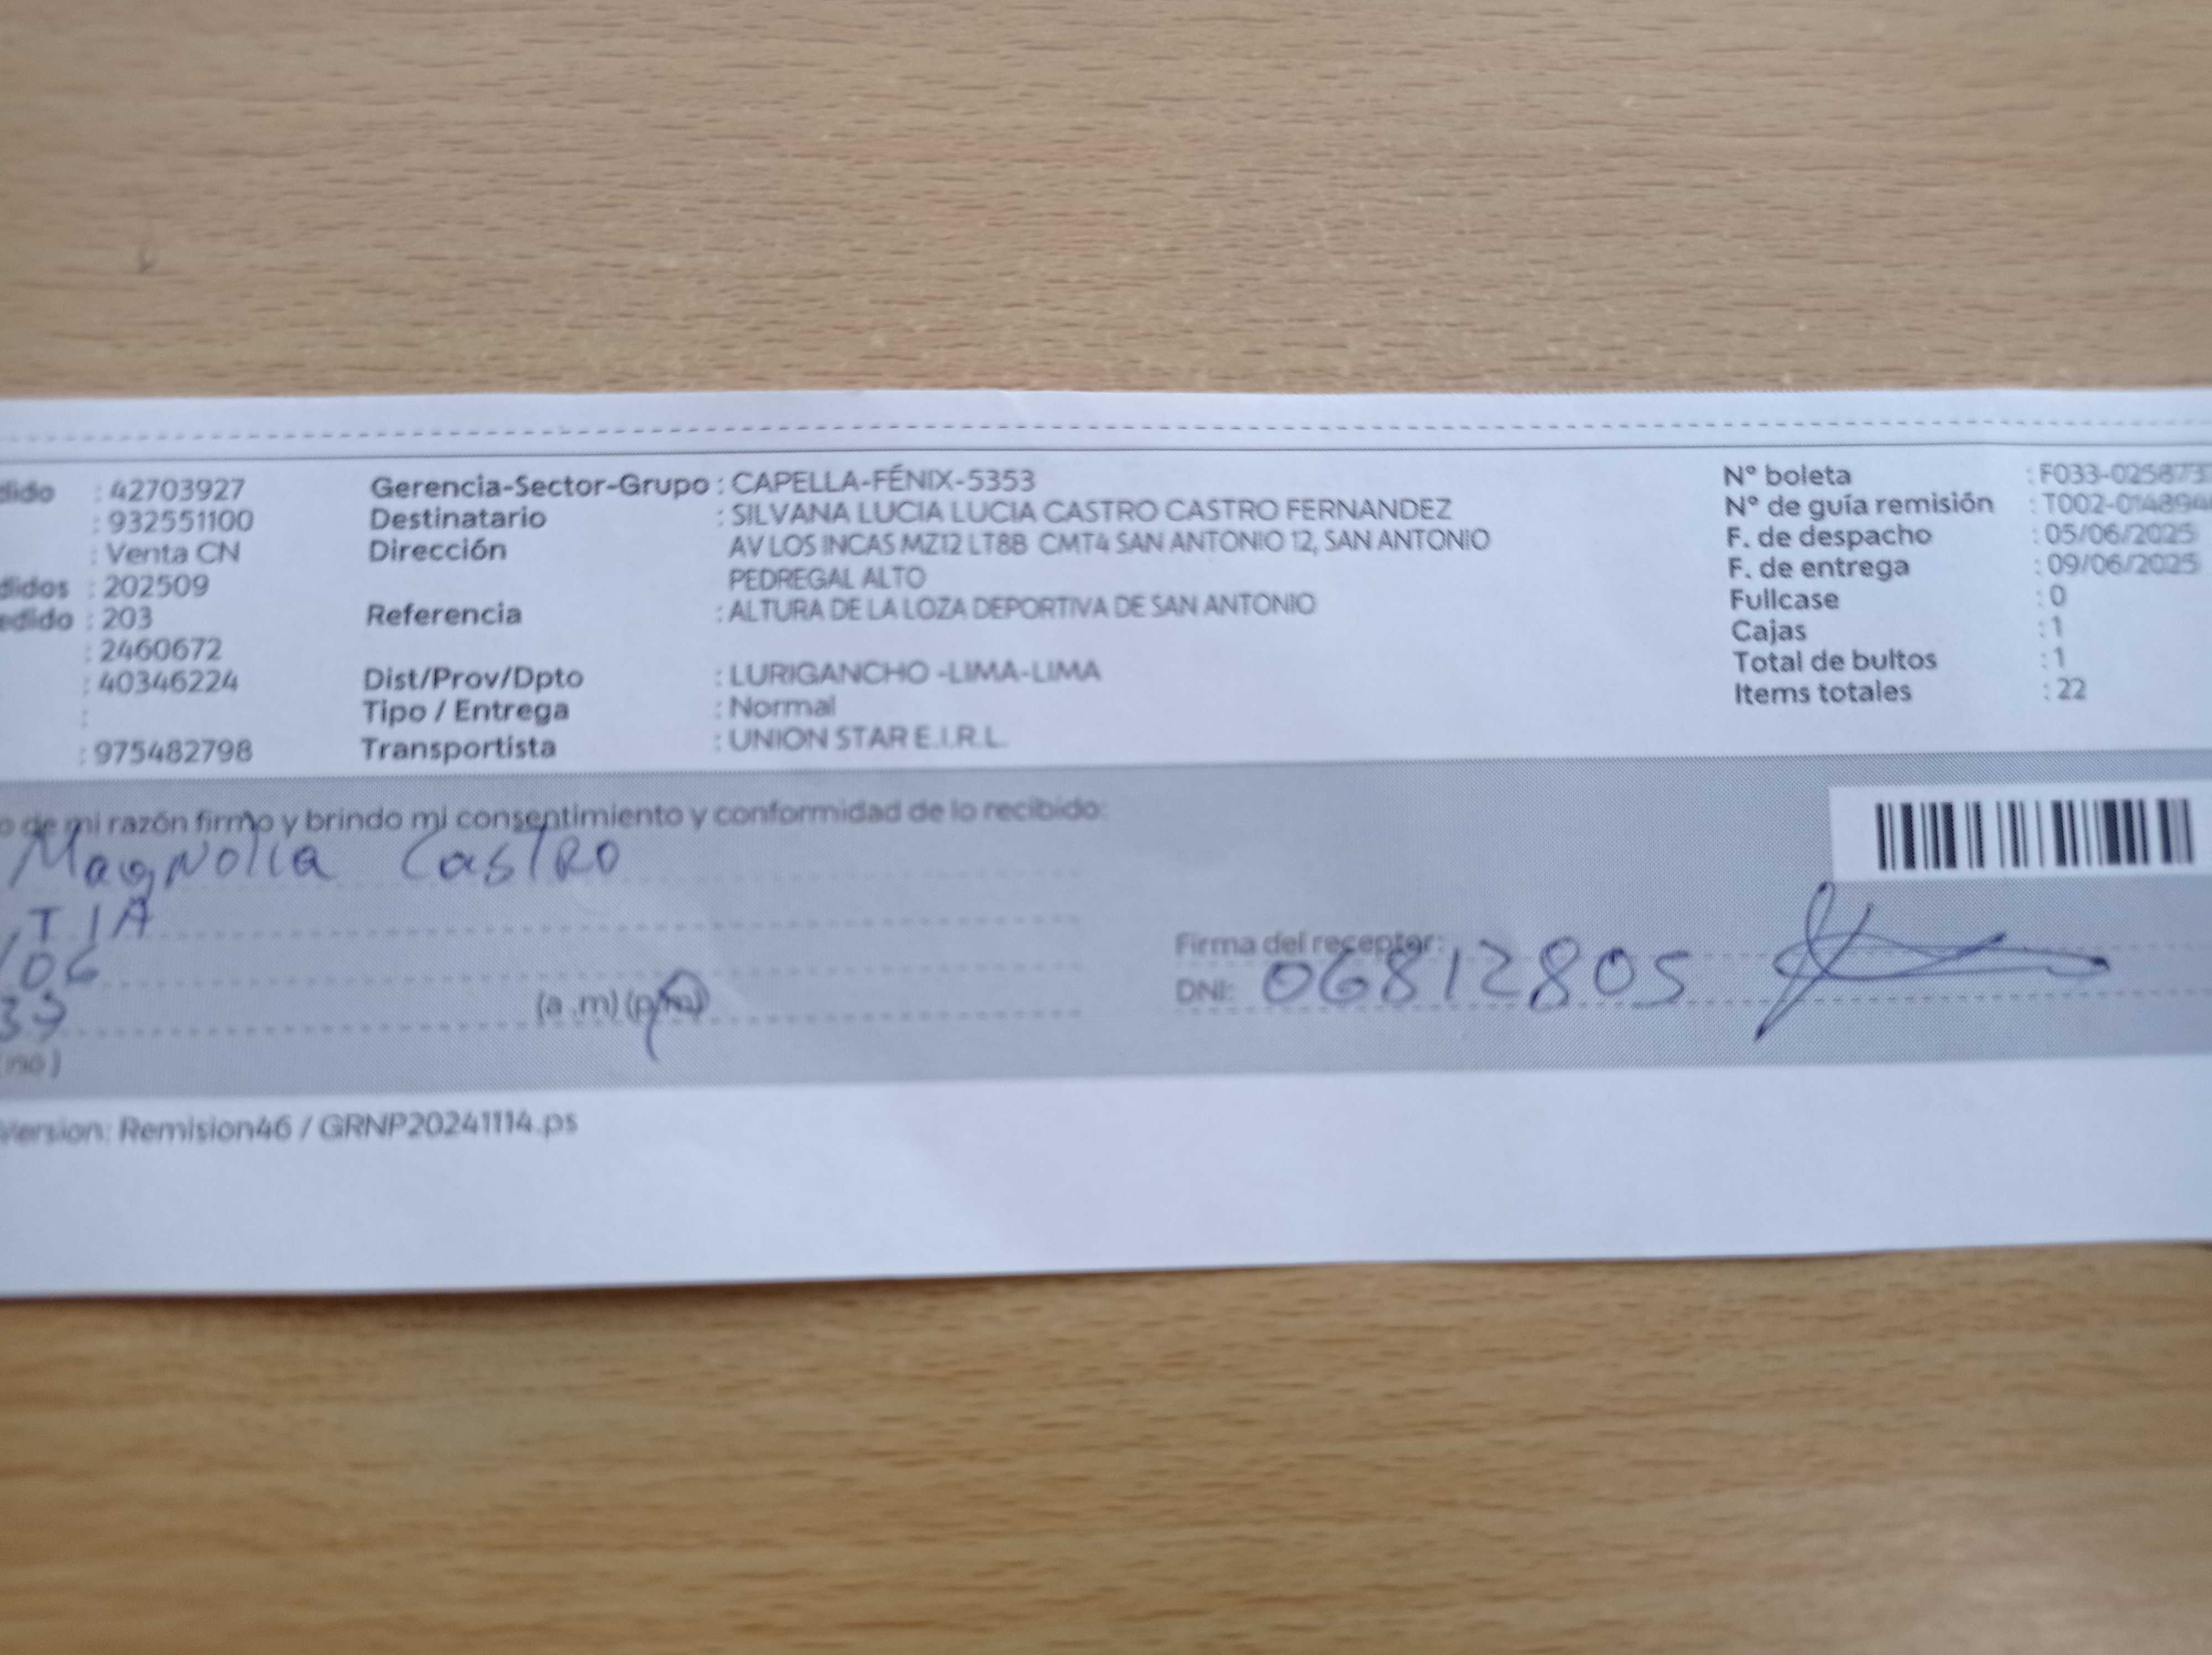 dido : 42703927 Gerencia-Sector-Grupo : CAPELLA-FÉNIX-5353 N° boleta : F033-025873
: 932551100 Destinatario : SILVANA LUCIA LUCIA CASTRO CASTRO FERNANDEZ N° de guía remisión : T002-014894
: Venta CN Dirección AV LOS INCAS MZ12 LT8B CMT4 SAN ANTONIO 12, SAN ANTONIO F. de despacho : 05/06/2025
didos : 202509 PEDREGAL ALTO F. de entrega : 09/06/2025
edido : 203 Referencia : ALTURA DE LA LOZA DEPORTIVA DE SAN ANTONIO Fullcase : 0
: 2460672 Cajas : 1
: 40346224 Dist/Prov/Dpto : LURIGANCHO -LIMA-LIMA Total de bultos : 1
: Tipo / Entrega : Normal Items totales : 22
: 975482798 Transportista : UNION STAR E.I.R.L.
o de mi razón firmo y brindo mi consentimiento y conformidad de lo recibido:
Magnolia Castro
TIA
/06 Firma del receptor:
39 (a .m) (p.m) DNI: 06812805
no )
Version: Remision46 / GRNP20241114.ps